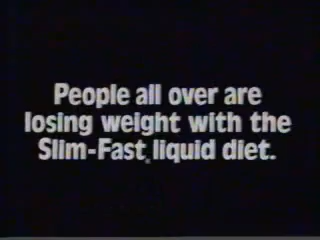 People all over are
losing weight with the
Slim-Fast® liquid diet.